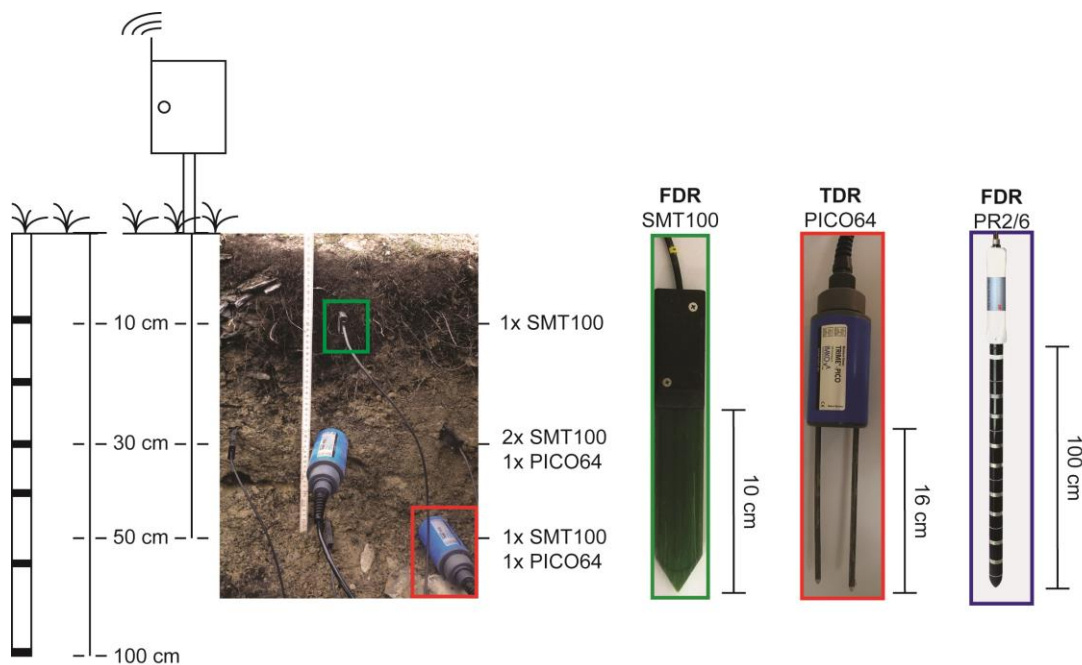 FDR
SMT100
TDR
PICO64
FDR
PR2/6
10 cm
30 cm
50 cm
100 cm
1x SMT100
2x SMT100
1x PICO64
1x SMT100
1x PICO64
10 cm
16 cm
100 cm
TRIME®-PICO
IMKO